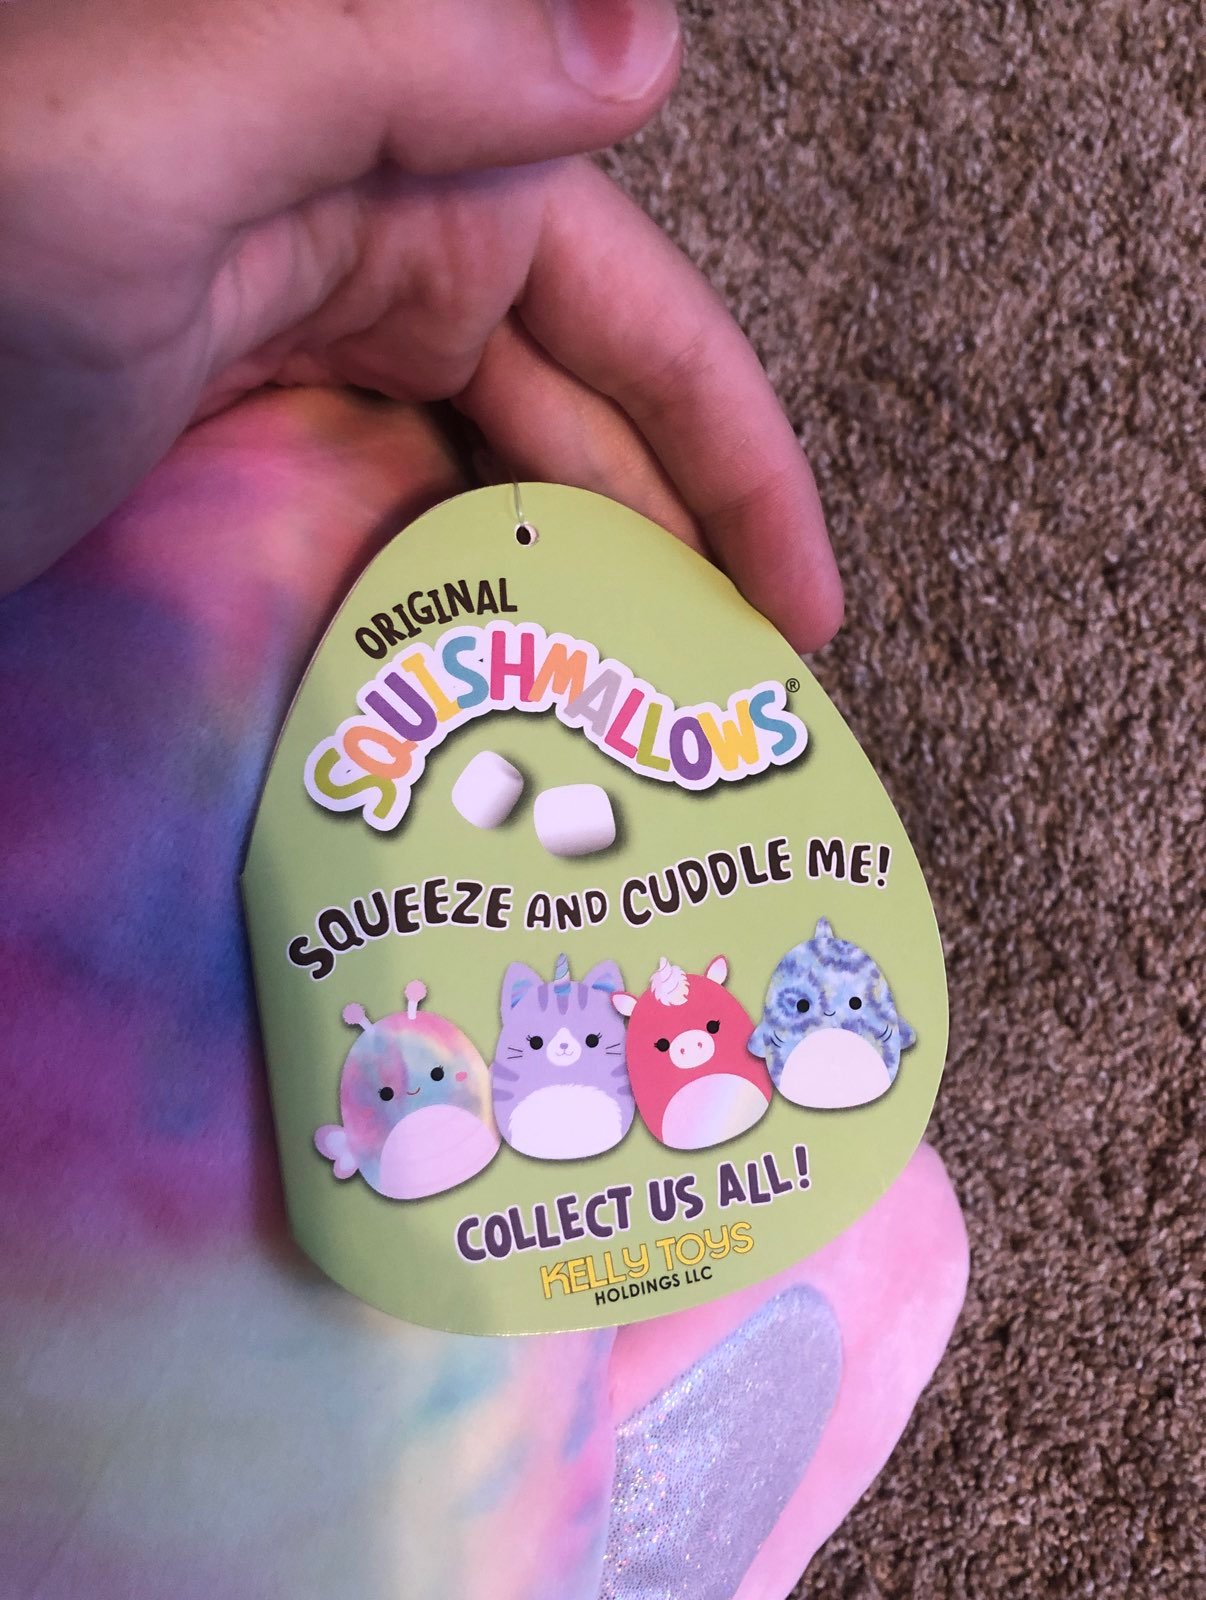 ORIGINAL
SQUISHMALLOWS®
SQUEEZE AND CUDDLE ME!
COLLECT US ALL!
KELLY TOYS
HOLDINGS LLC